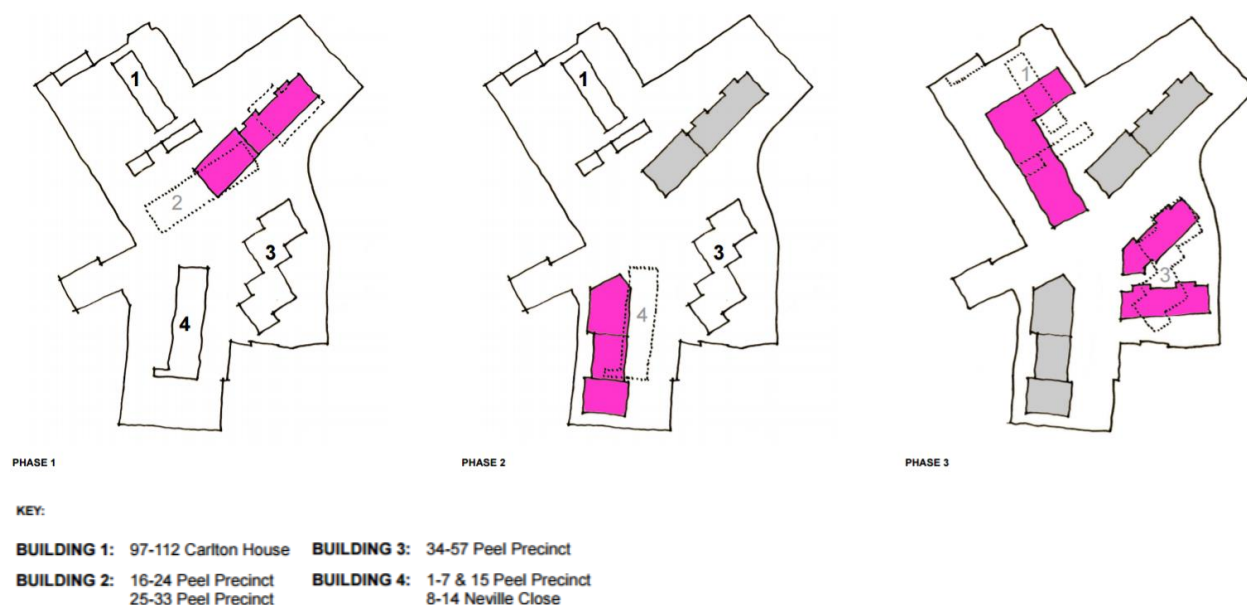 1
2
3
4
PHASE 1
1
3
4
PHASE 2
1
3
PHASE 3
KEY:
BUILDING 1: 97-112 Carlton House
BUILDING 2: 16-24 Peel Precinct
25-33 Peel Precinct
BUILDING 3: 34-57 Peel Precinct
BUILDING 4: 1-7 & 15 Peel Precinct
8-14 Neville Close